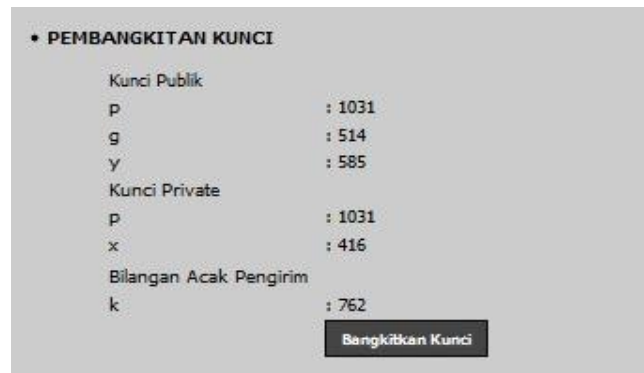 • PEMBANGKITAN KUNCI
Kunci Publik
p : 1031
g : 514
y : 585
Kunci Private
p : 1031
x : 416
Bilangan Acak Pengirim
k : 762
Bangkitkan Kunci